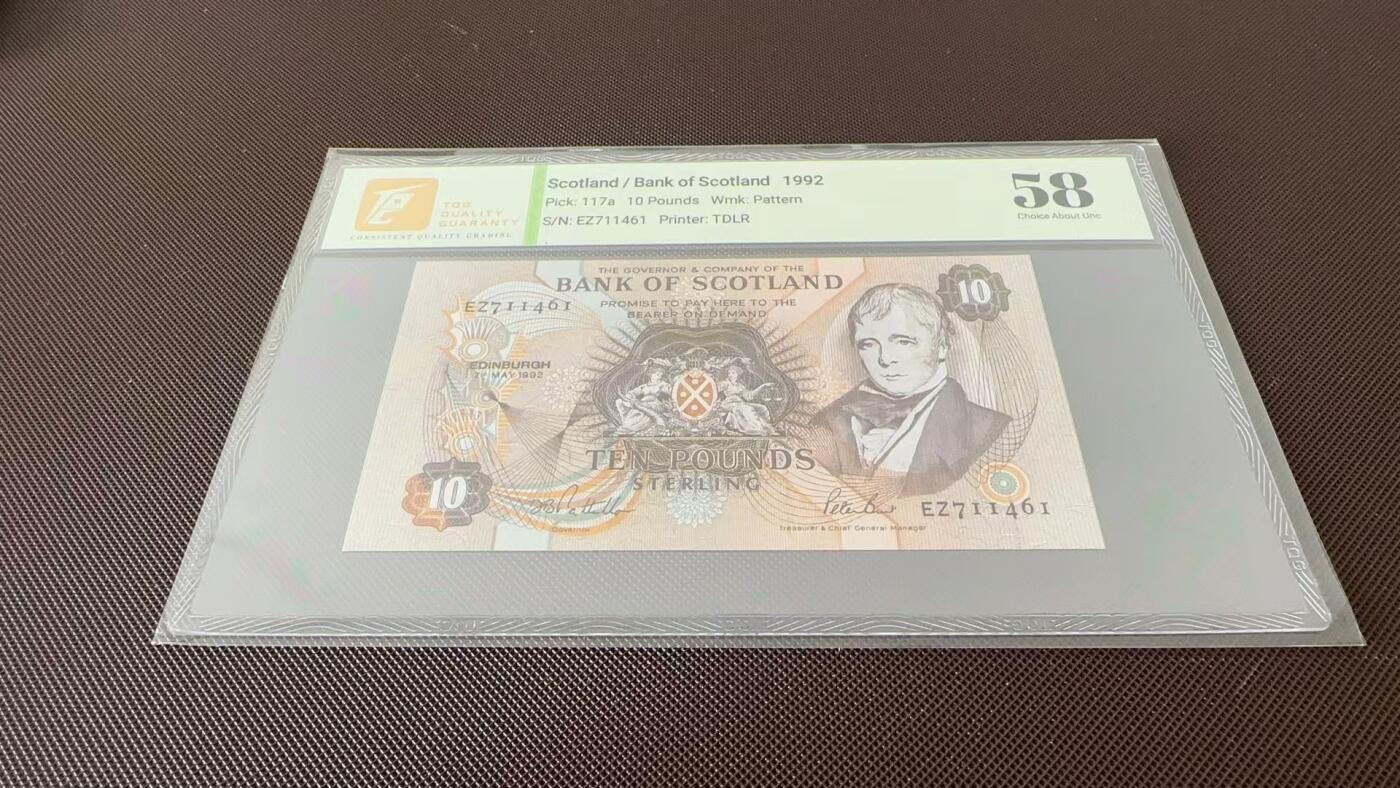 TQG
QUALITY
GUARANTY
CONSISTENT QUALITY GRADING
Scotland / Bank of Scotland 1992
Pick: 117a 10 Pounds Wmk: Pattern
S/N: EZ711461 Printer: TDLR
58
Choice About Unc
THE GOVERNOR & COMPANY OF THE
BANK OF SCOTLAND
10
EZ711461
PROMISE TO PAY HERE TO THE
BEARER ON DEMAND
EDINBURGH
7TH MAY 1992
TEN POUNDS
STERLING
10
Governor
Treasurer & Chief General Manager
EZ711461